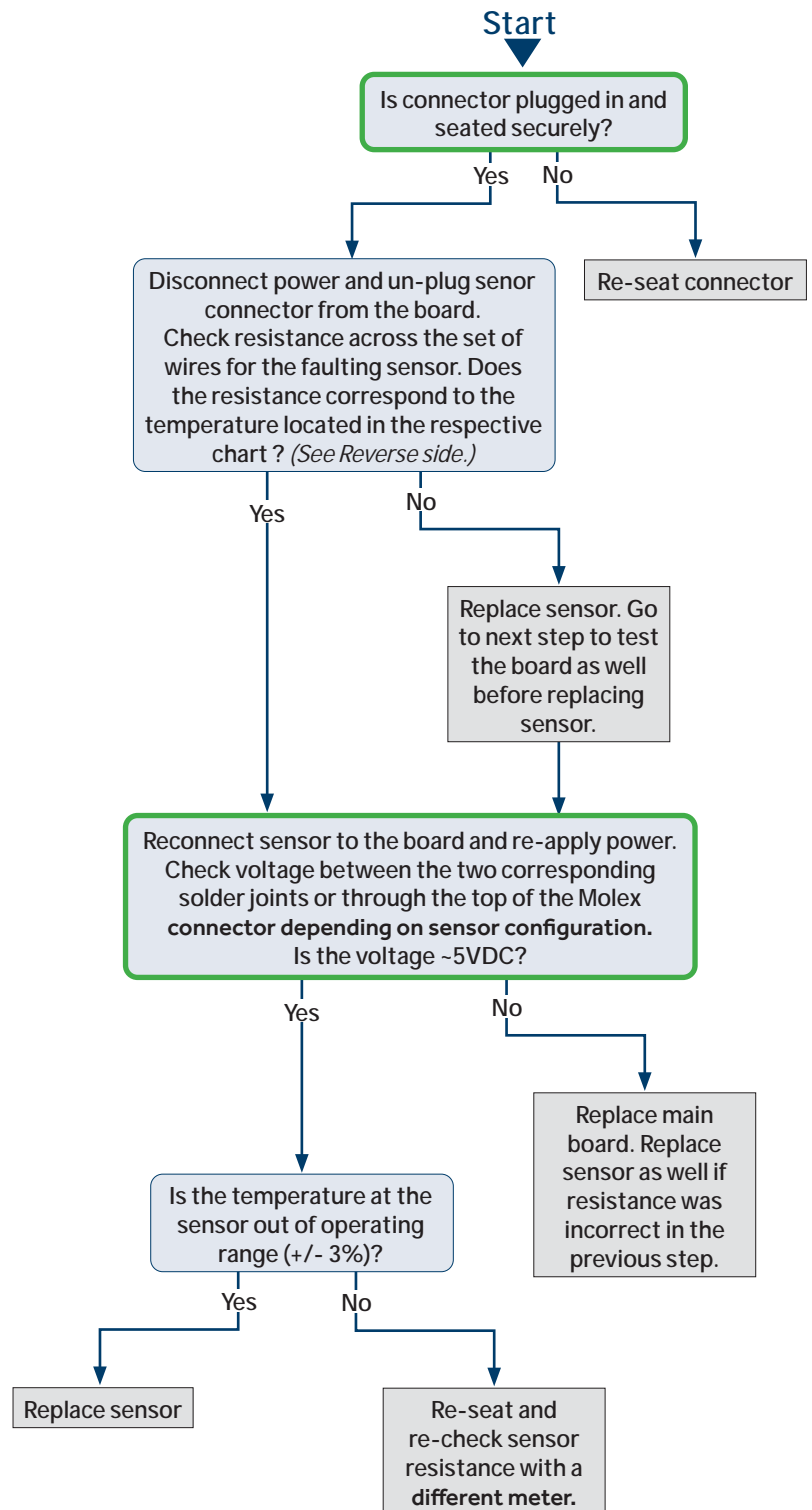 Start
Is connector plugged in and
seated securely?
Yes
No
Re-seat connector
Disconnect power and un-plug senor
connector from the board.
Check resistance across the set of
wires for the faulting sensor. Does
the resistance correspond to the
temperature located in the respective
chart ? (See Reverse side.)
Yes
No
Replace sensor. Go
to next step to test
the board as well
before replacing
sensor.
Reconnect sensor to the board and re-apply power.
Check voltage between the two corresponding
solder joints or through the top of the Molex
connector depending on sensor configuration.
Is the voltage ~5VDC?
Yes
No
Replace main
board. Replace
sensor as well if
resistance was
incorrect in the
previous step.
Is the temperature at the
sensor out of operating
range (+/- 3%)?
Yes
No
Replace sensor
Re-seat and
re-check sensor
resistance with a
different meter.